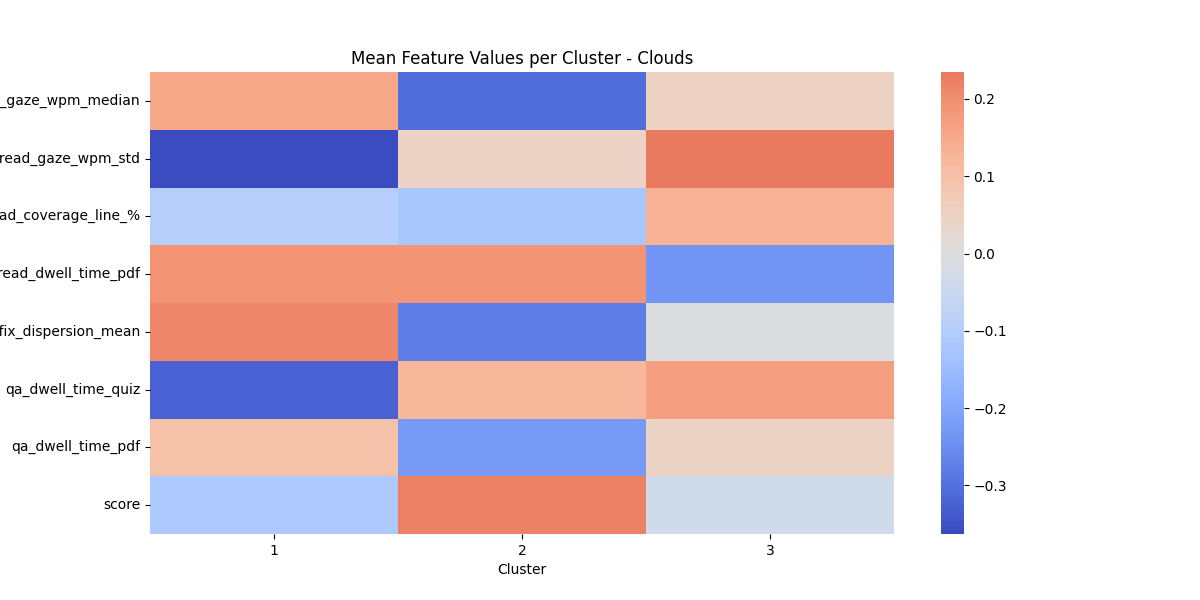 Mean Feature Values per Cluster - Clouds
_gaze_wpm_median
read_gaze_wpm_std
ad_coverage_line_%
read_dwell_time_pdf
fix_dispersion_mean
qa_dwell_time_quiz
qa_dwell_time_pdf
score
1 2 3
Cluster
0.2
0.1
0.0
−0.1
−0.2
−0.3